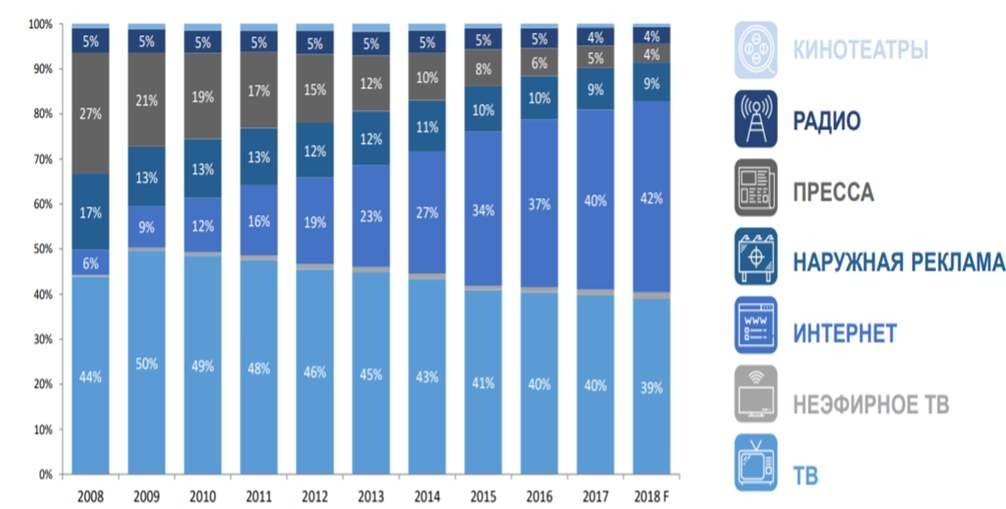 100%
90%
80%
70%
60%
50%
40%
30%
20%
10%
0%
5% 5% 5% 5% 5% 5% 5% 5% 5% 4% 4%
27% 21% 19% 17% 15% 12% 10% 8% 6% 5% 4%
17% 13% 13% 13% 12% 12% 11% 10% 10% 9% 9%
6% 9% 12% 16% 19% 23% 27% 34% 37% 40% 42%
44% 50% 49% 48% 46% 45% 43% 41% 40% 40% 39%
2008 2009 2010 2011 2012 2013 2014 2015 2016 2017 2018 F
КИНОТЕАТРЫ
РАДИО
ПРЕССА
НАРУЖНАЯ РЕКЛАМА
WWW
ИНТЕРНЕТ
НЕЭФИРНОЕ ТВ
ТВ